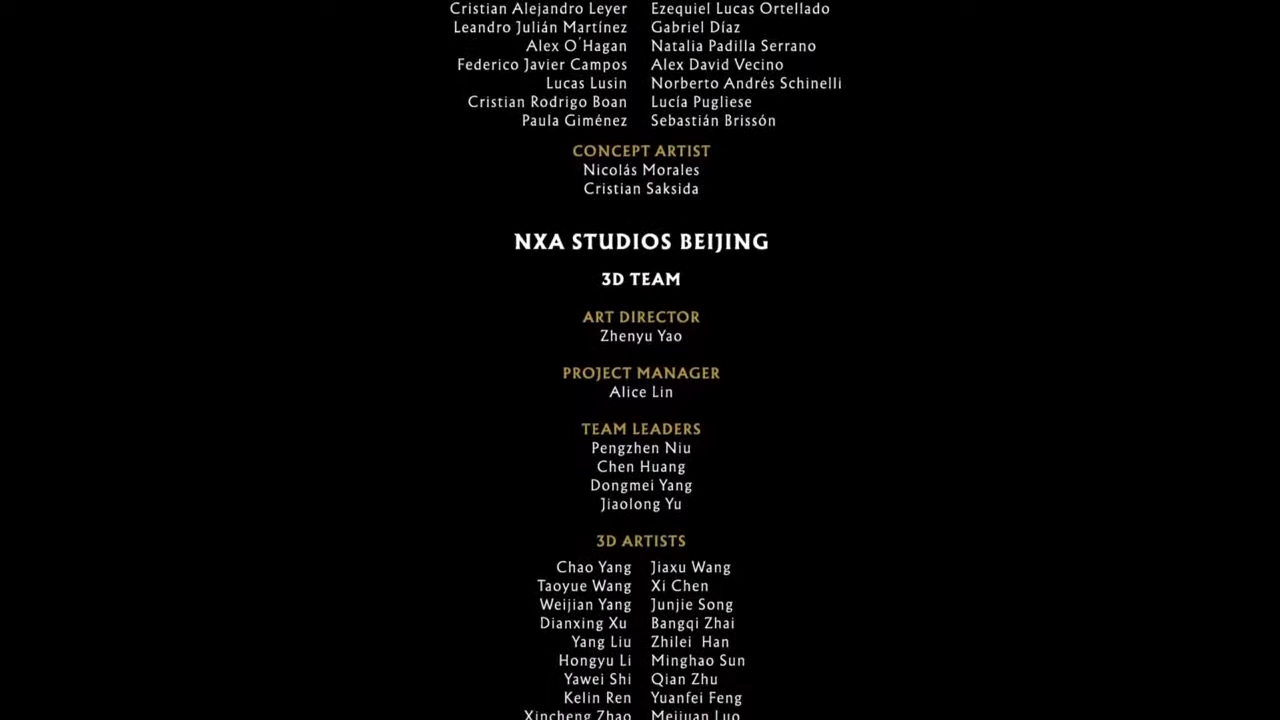 Cristian Alejandro Leyer Ezequiel Lucas Ortellado
Leandro Julián Martínez Gabriel Díaz
Alex O´Hagan Natalia Padilla Serrano
Federico Javier Campos Alex David Vecino
Lucas Lusin Norberto Andrés Schinelli
Cristian Rodrigo Boan Lucía Pugliese
Paula Giménez Sebastián Brissón
CONCEPT ARTIST
Nicolás Morales
Cristian Saksida
NXA STUDIOS BEIJING
3D TEAM
ART DIRECTOR
Zhenyu Yao
PROJECT MANAGER
Alice Lin
TEAM LEADERS
Pengzhen Niu
Chen Huang
Dongmei Yang
Jiaolong Yu
3D ARTISTS
Chao Yang Jiaxu Wang
Taoyue Wang Xi Chen
Weijian Yang Junjie Song
Dianxing Xu Bangqi Zhai
Yang Liu Zhilei Han
Hongyu Li Minghao Sun
Yawei Shi Qian Zhu
Kelin Ren Yuanfei Feng
Xincheng Zhao Meijuan Luo